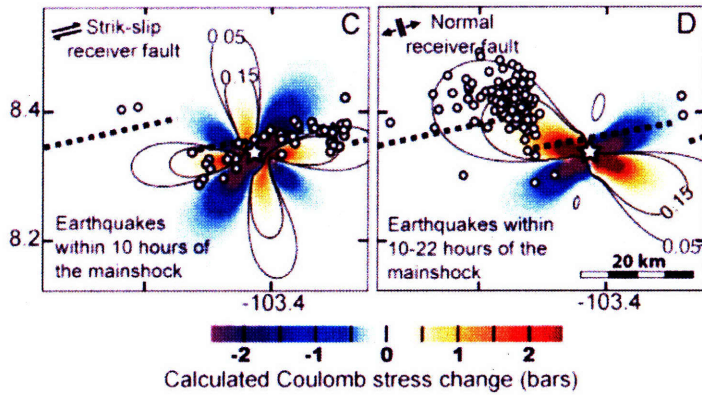 Strik-slip
receiver fault
C
0.05
0.15
8.4
8.2
Earthquakes
within 10 hours of
the mainshock
-103.4
Normal
receiver fault
D
0.15
0.05
Earthquakes within
10-22 hours of the
mainshock
20 km
-103.4
-2 -1 0 1 2
Calculated Coulomb stress change (bars)